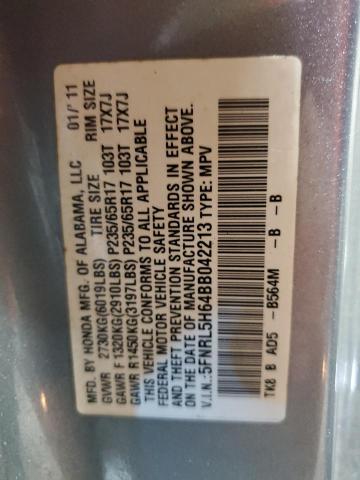 MFD. BY HONDA MFG. OF ALABAMA, LLC 01/'11
GVWR 2730KG(6019LBS) TIRE SIZE RIM SIZE
GAWR F 1320KG(2910LBS) P235/65R17 103T 17X7J
GAWR R 1450KG(3197LBS) P235/65R17 103T 17X7J
THIS VEHICLE CONFORMS TO ALL APPLICABLE
FEDERAL MOTOR VEHICLE SAFETY
AND THEFT PREVENTION STANDARDS IN EFFECT
ON THE DATE OF MANUFACTURE SHOWN ABOVE.
V.I.N.:5FNRL5H64BB042213 TYPE: MPV
TK8 B AD5 -B564M -B -B